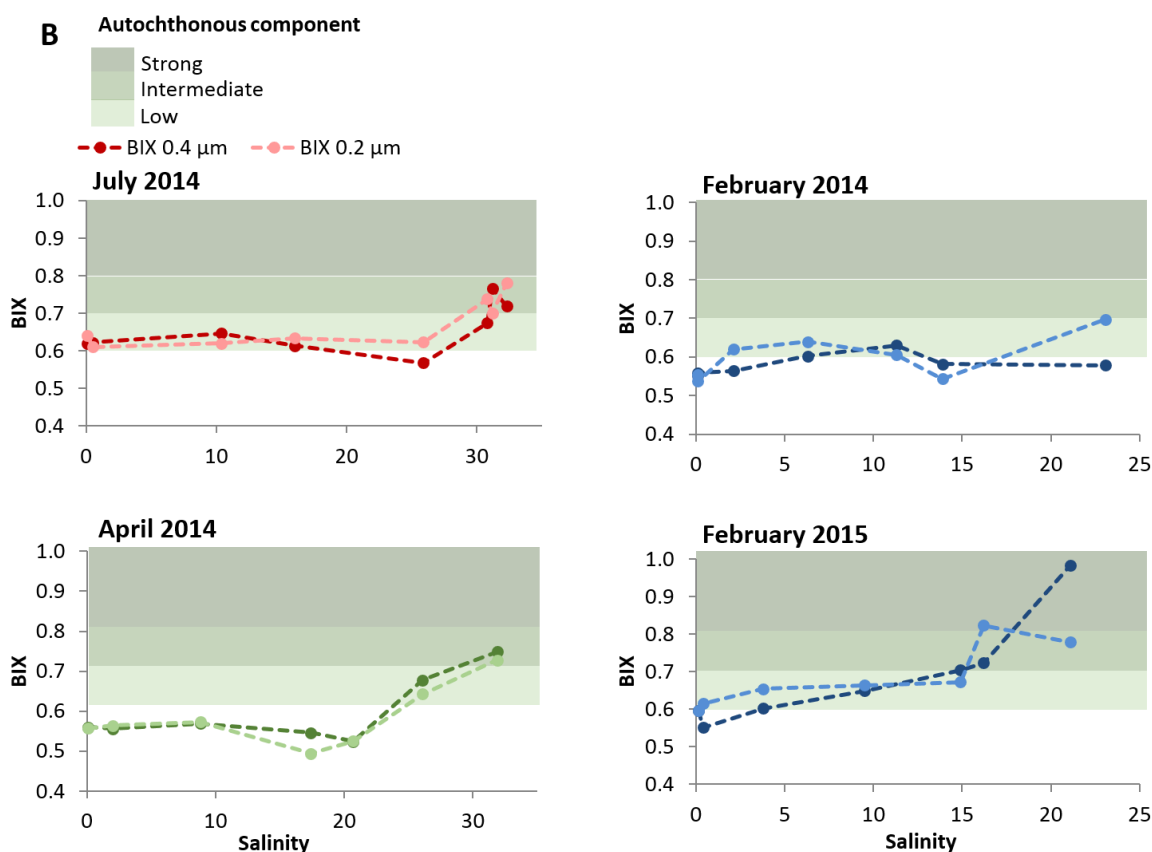 B
Autochthonous component
Strong
Intermediate
Low
BIX 0.4 µm BIX 0.2 µm
July 2014
1.0
0.9
0.8
0.7
0.6
0.5
0.4
BIX
0 10 20 30
February 2014
1.0
0.9
0.8
0.7
0.6
0.5
0.4
BIX
0 5 10 15 20 25
April 2014
1.0
0.9
0.8
0.7
0.6
0.5
0.4
BIX
0 10 20 30
Salinity
February 2015
1.0
0.9
0.8
0.7
0.6
0.5
0.4
BIX
0 5 10 15 20 25
Salinity